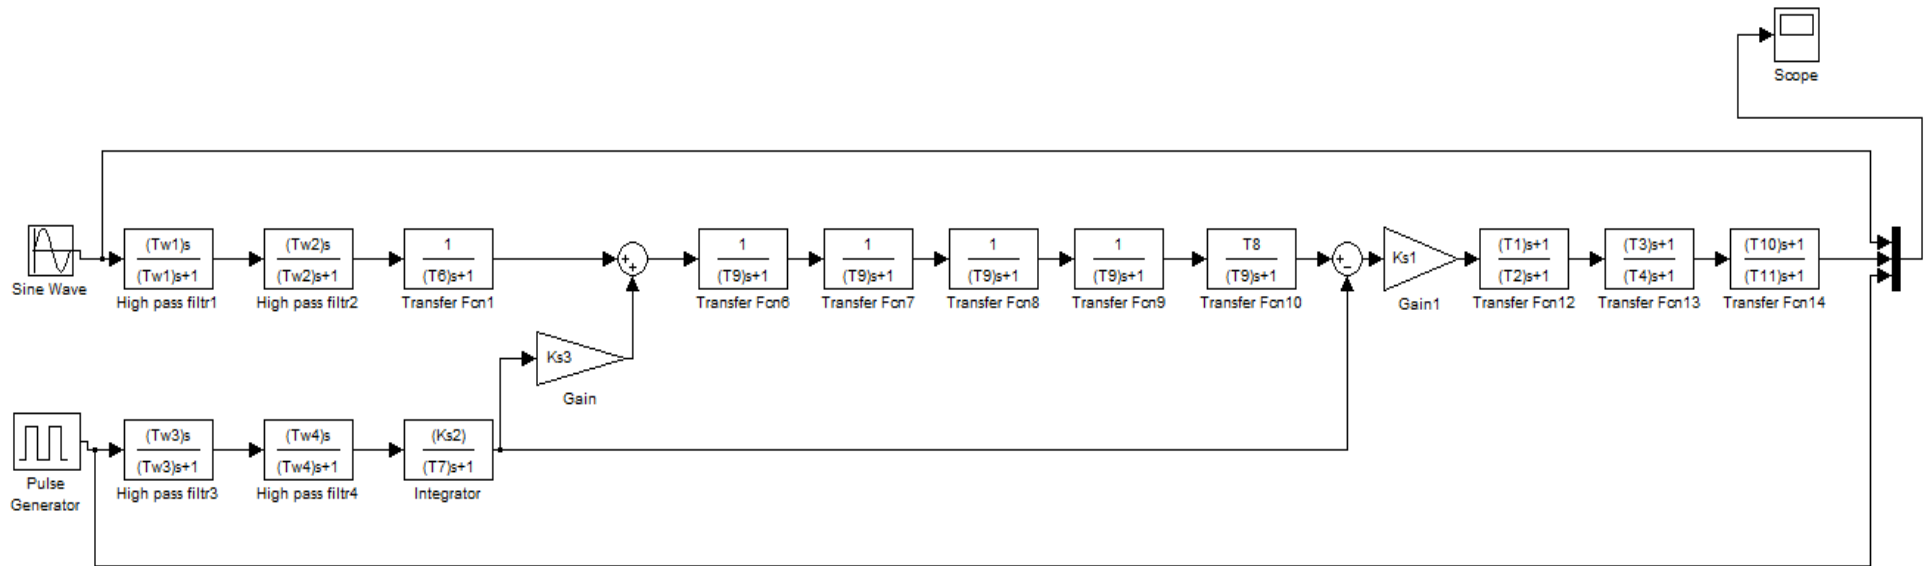 Scope
Sine Wave
(Tw1)s
(Tw1)s+1
High pass filtr1
(Tw2)s
(Tw2)s+1
High pass filtr2
1
(T6)s+1
Transfer Fcn1
+
+
1
(T9)s+1
Transfer Fcn6
1
(T9)s+1
Transfer Fcn7
1
(T9)s+1
Transfer Fcn8
1
(T9)s+1
Transfer Fcn9
T8
(T9)s+1
Transfer Fcn10
+
−
Ks1
Gain1
(T1)s+1
(T2)s+1
Transfer Fcn12
(T3)s+1
(T4)s+1
Transfer Fcn13
(T10)s+1
(T11)s+1
Transfer Fcn14
Ks3
Gain
Pulse
Generator
(Tw3)s
(Tw3)s+1
High pass filtr3
(Tw4)s
(Tw4)s+1
High pass filtr4
(Ks2)
(T7)s+1
Integrator